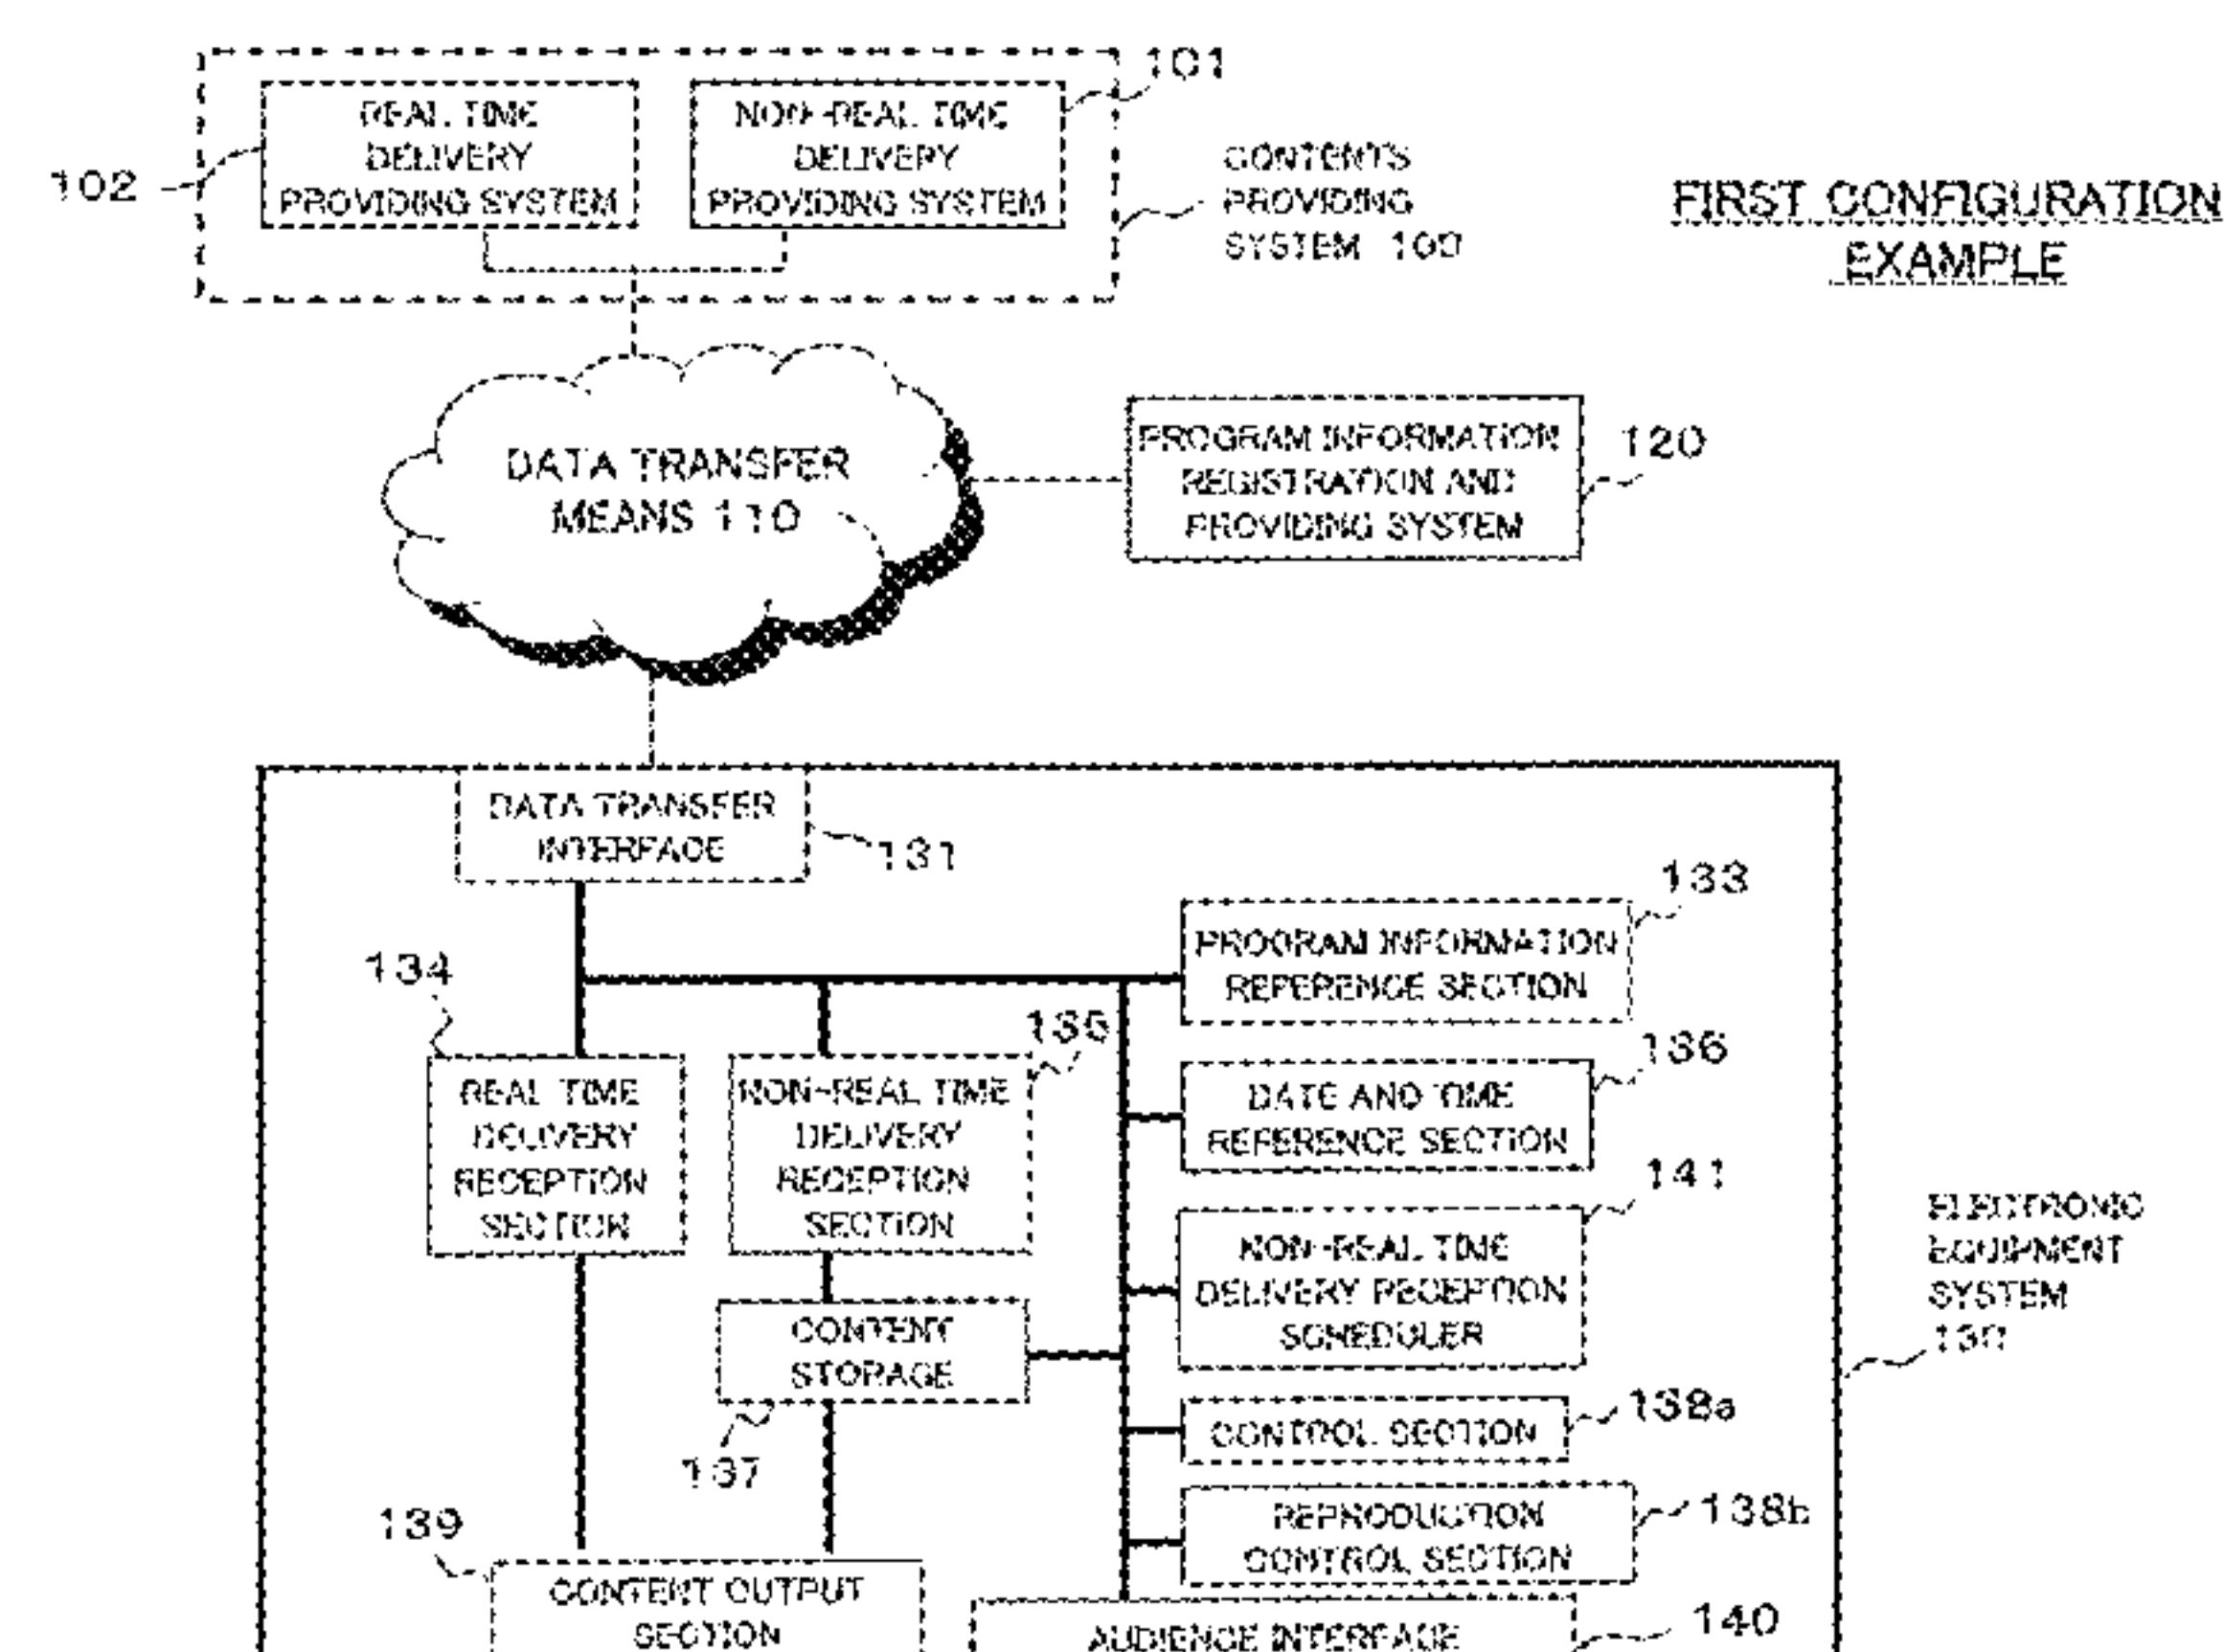 101
REAL TIME
DELIVERY
PROVIDING SYSTEM
NON-REAL TIME
DELIVERY
PROVIDING SYSTEM
102
CONTENTS
PROVIDING
SYSTEM 100
FIRST CONFIGURATION
EXAMPLE
DATA TRANSFER
MEANS 110
PROGRAM INFORMATION
REGISTRATION AND
PROVIDING SYSTEM
120
DATA TRANSFER
INTERFACE
131
133
PROGRAM INFORMATION
REFERENCE SECTION
134
135
136
REAL TIME
DELIVERY
RECEPTION
SECTION
NON-REAL TIME
DELIVERY
RECEPTION
SECTION
DATE AND TIME
REFERENCE SECTION
141
NON-REAL TIME
DELIVERY RECEPTION
SCHEDULER
ELECTRONIC
EQUIPMENT
SYSTEM
130
CONTENT
STORAGE
137
CONTROL SECTION
138a
REPRODUCTION
CONTROL SECTION
138b
139
CONTENT OUTPUT
SECTION
AUDIENCE INTERFACE
140